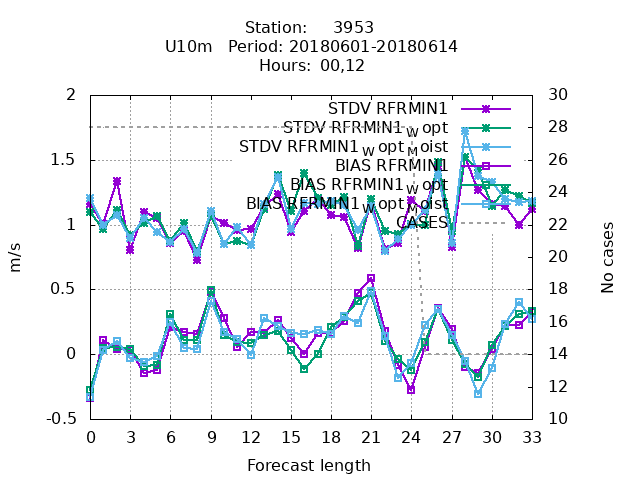 Station: 3953
U10m Period: 20180601-20180614
Hours: 00,12
STDV RFRMIN1
STDV RFRMIN1_W opt
STDV RFRMIN1_W opt_M oist
BIAS RFRMIN1
BIAS RFRMIN1_W opt
BIAS RFRMIN1_W opt_M oist
CASES
2
1.5
1
0.5
0
-0.5
30
28
26
24
22
20
18
16
14
12
10
m/s
No cases
0 3 6 9 12 15 18 21 24 27 30 33
Forecast length